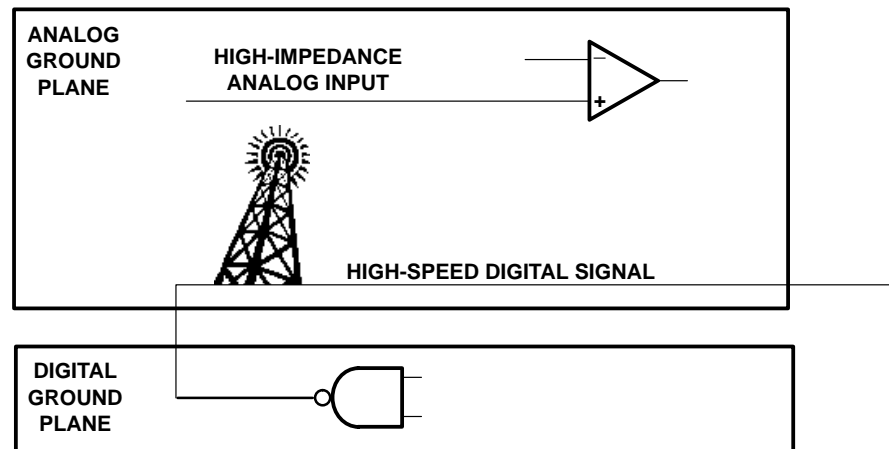 ANALOG
GROUND
PLANE
HIGH-IMPEDANCE
ANALOG INPUT
−
+
HIGH-SPEED DIGITAL SIGNAL
DIGITAL
GROUND
PLANE